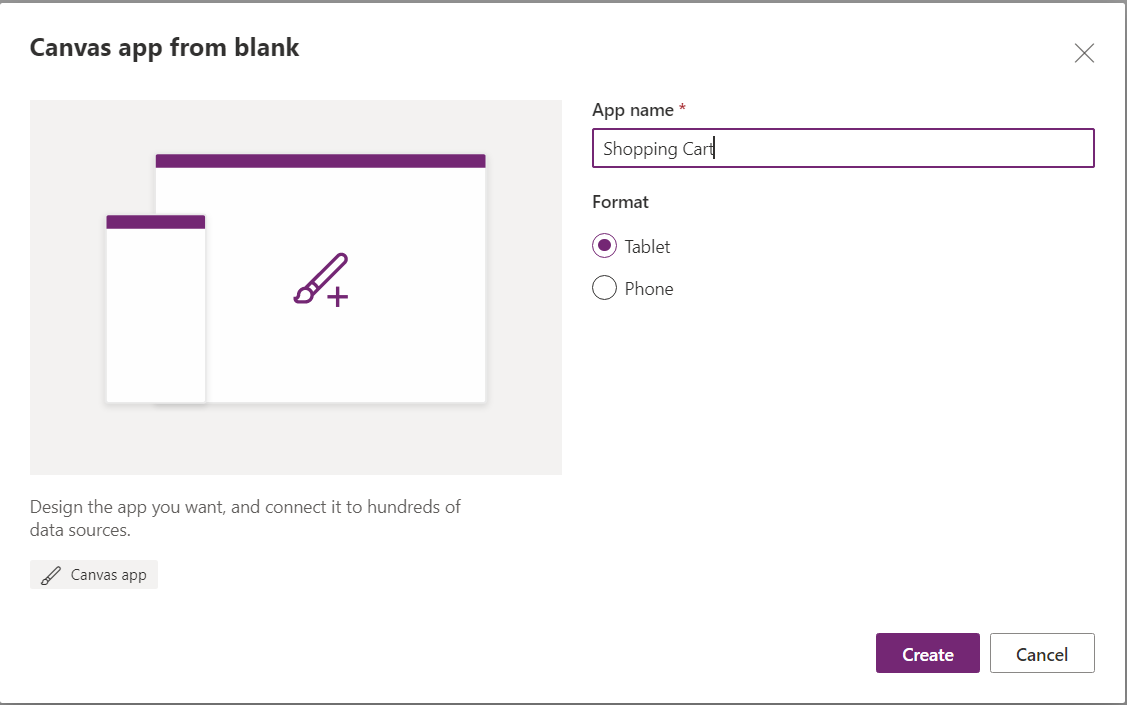 Canvas app from blank
App name *
Shopping Cart
Format
Tablet
Phone
Design the app you want, and connect it to hundreds of
data sources.
Canvas app
Create
Cancel